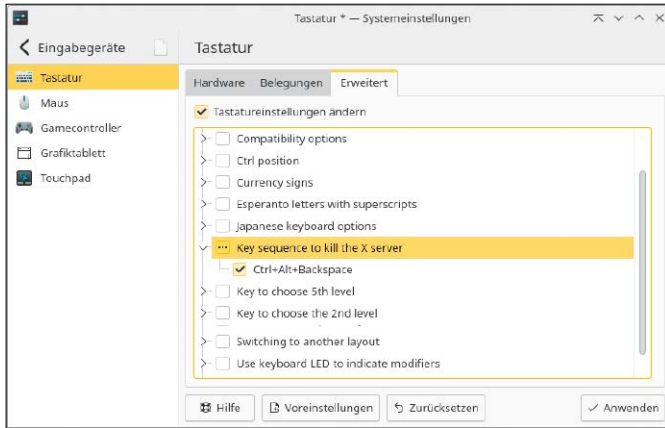 Tastatur * — Systemeinstellungen
Eingabegeräte
Tastatur
Tastatur
Maus
Gamecontroller
Grafiktablett
Touchpad
Hardware Belegungen Erweitert
Tastatureinstellungen ändern
Compatibility options
Ctrl position
Currency signs
Esperanto letters with superscripts
Japanese keyboard options
Key sequence to kill the X server
Ctrl+Alt+Backspace
Key to choose 5th level
Key to choose the 2nd level
Switching to another layout
Use keyboard LED to indicate modifiers
Hilfe Voreinstellungen Zurücksetzen Anwenden